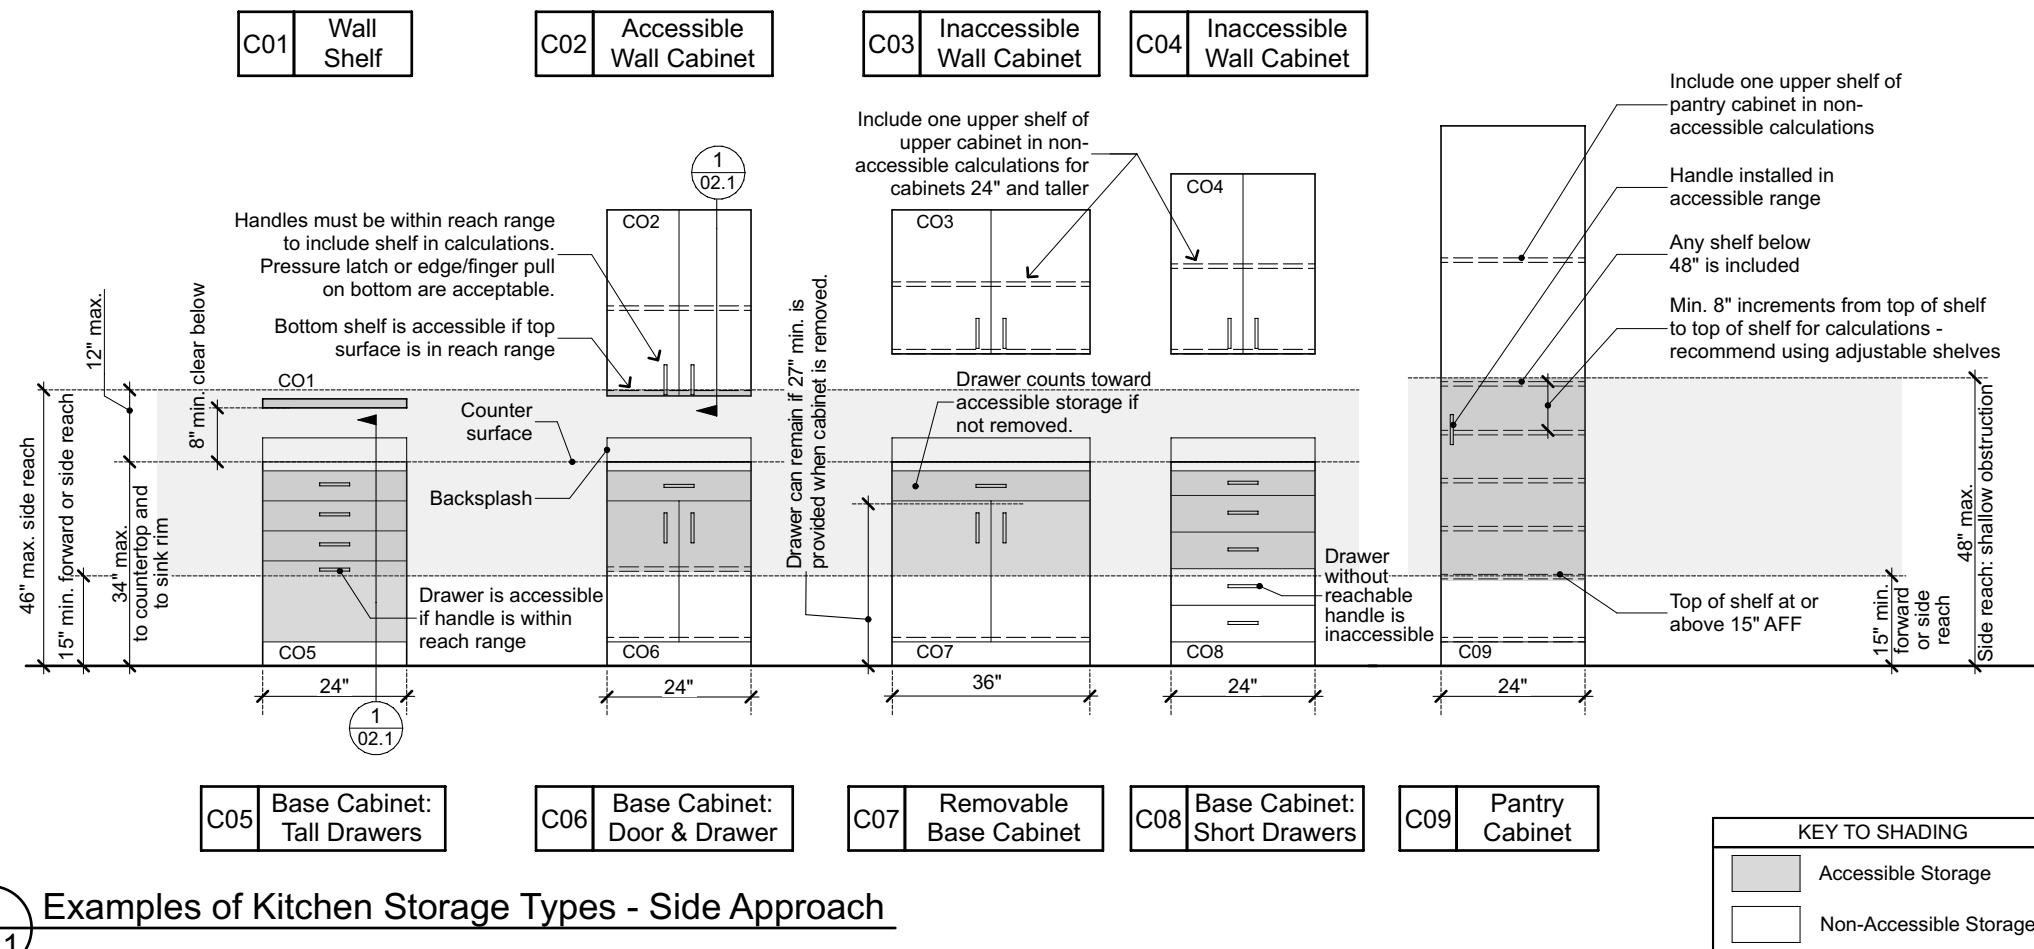 C01
Wall
Shelf
C02
Accessible
Wall Cabinet
C03
Inaccessible
Wall Cabinet
C04
Inaccessible
Wall Cabinet
Include one upper shelf of
pantry cabinet in non-
accessible calculations
Handle installed in
accessible range
Any shelf below
48" is included
Min. 8" increments from top of shelf
to top of shelf for calculations -
recommend using adjustable shelves
Include one upper shelf of
upper cabinet in non-
accessible calculations for
cabinets 24" and taller
1
02.1
Handles must be within reach range
to include shelf in calculations.
Pressure latch or edge/finger pull
on bottom are acceptable.
Bottom shelf is accessible if top
surface is in reach range
CO2
CO3
CO4
CO1
12" max.
8" min. clear below
Counter
surface
Backsplash
Drawer can remain if 27" min. is
provided when cabinet is removed.
Drawer counts toward
accessible storage if
not removed.
46" max. side reach
15" min. forward or side reach
34" max.
to countertop and
to sink rim
Drawer is accessible
if handle is within
reach range
Drawer
without
reachable
handle is
inaccessible
Top of shelf at or
above 15" AFF
15" min.
forward
or side
reach
48" max.
Side reach: shallow obstruction
CO5
CO6
CO7
CO8
C09
24"
24"
36"
24"
24"
1
02.1
C05
Base Cabinet:
Tall Drawers
C06
Base Cabinet:
Door & Drawer
C07
Removable
Base Cabinet
C08
Base Cabinet:
Short Drawers
C09
Pantry
Cabinet
KEY TO SHADING
Accessible Storage
Non-Accessible Storage
Examples of Kitchen Storage Types - Side Approach
1